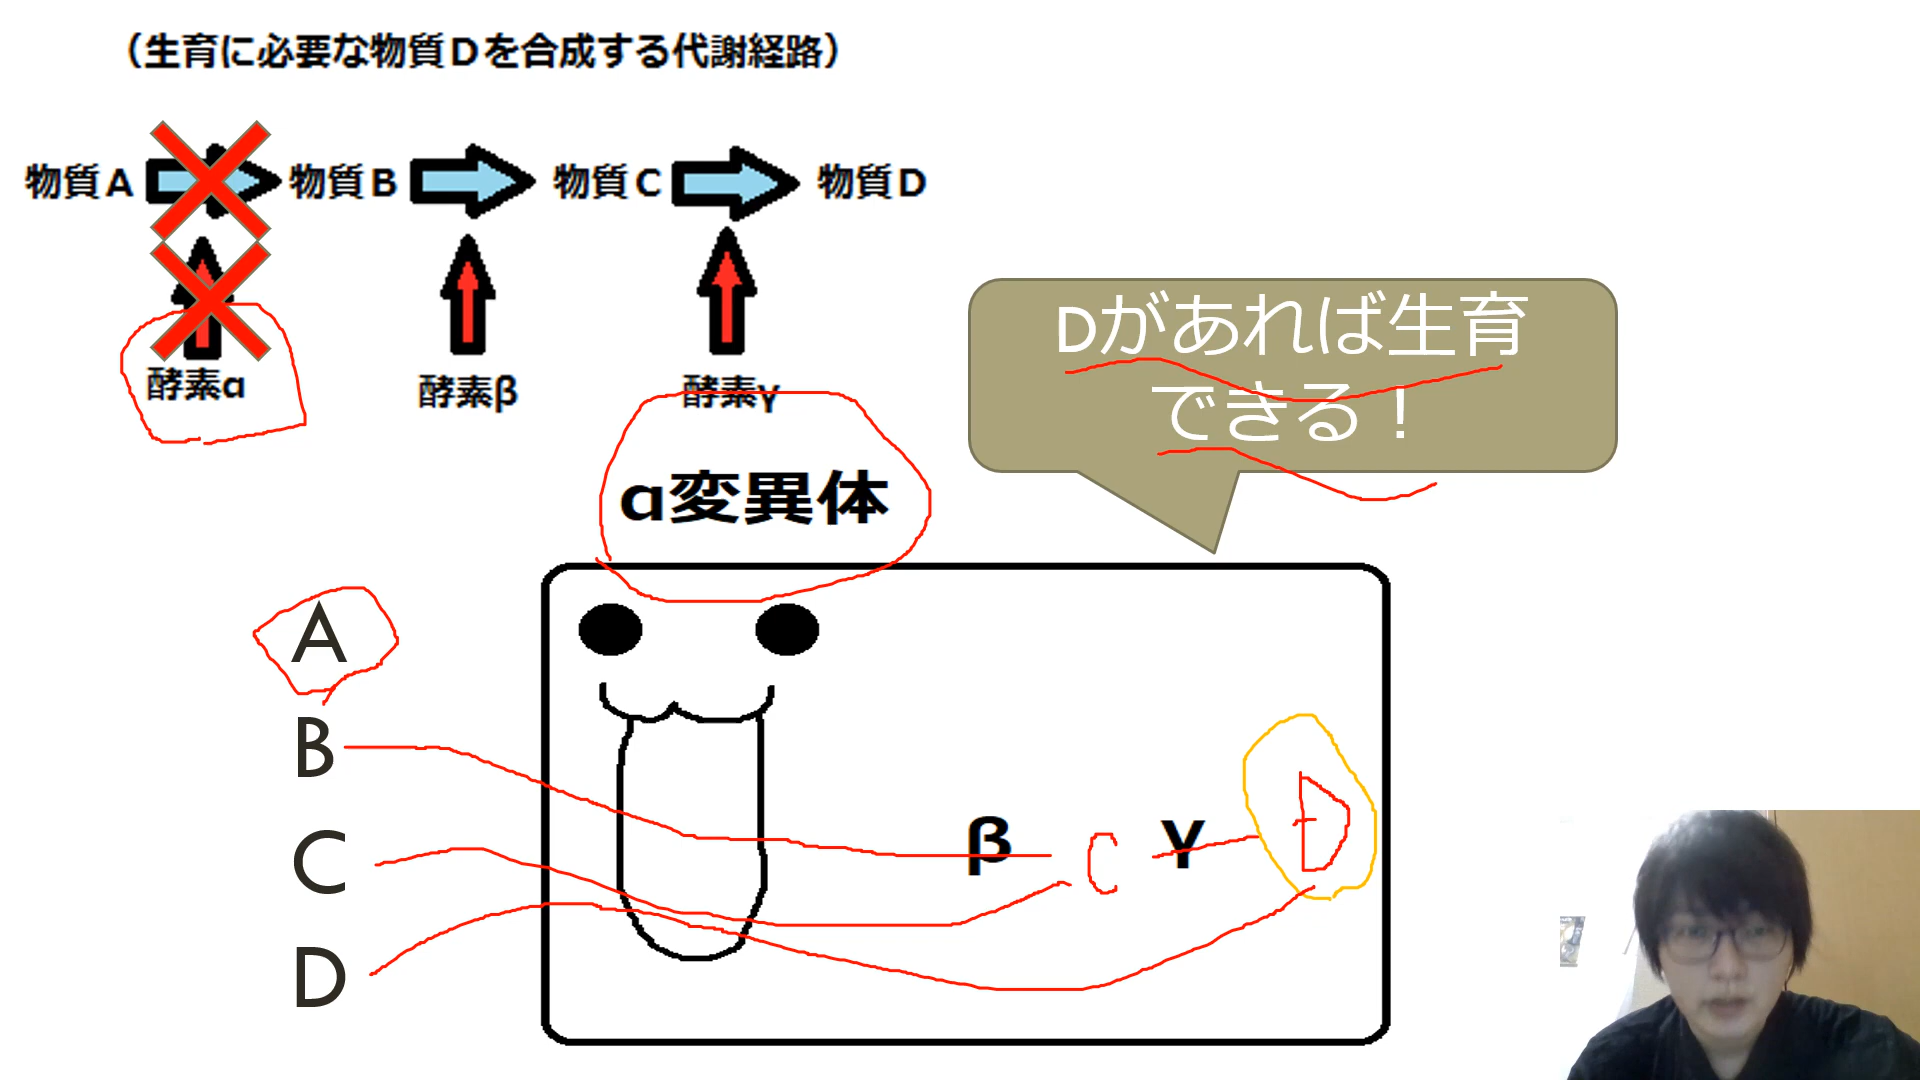 （生育に必要な物質Ｄを合成する代謝経路）
物質Ａ 物質Ｂ 物質Ｃ 物質Ｄ
酵素α 酵素β 酵素γ
Dがあれば生育
できる！
α変異体
A
B
C
D
β C γ D